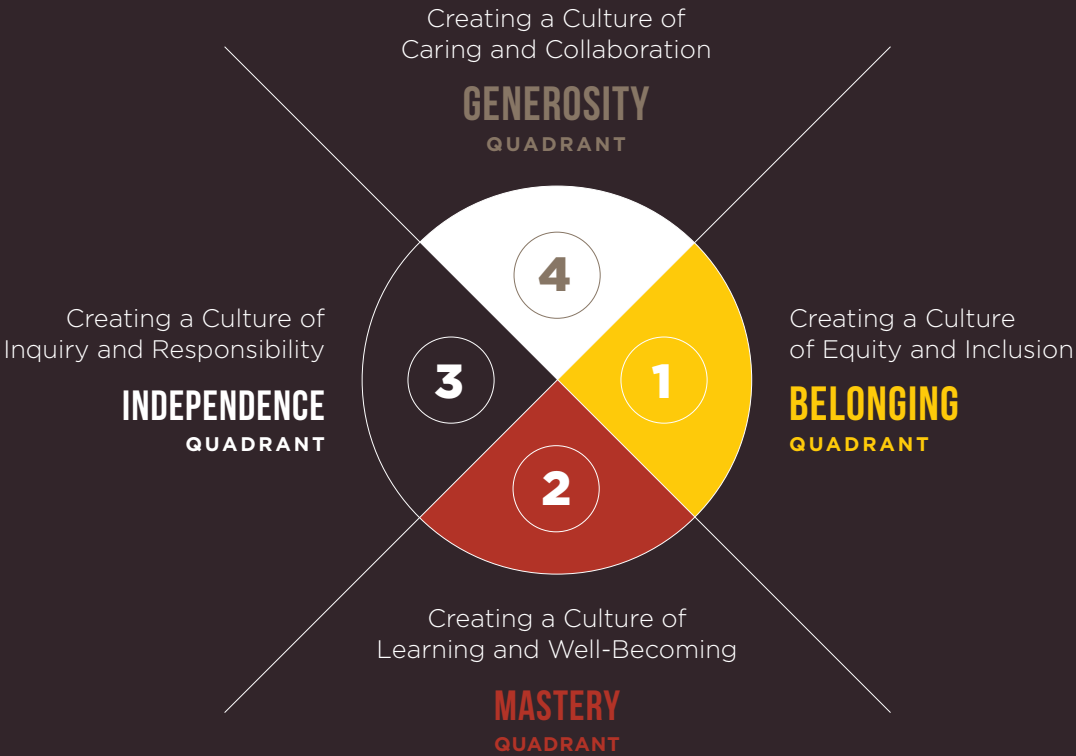 Creating a Culture of
Caring and Collaboration
GENEROSITY
QUADRANT
4
Creating a Culture of
Inquiry and Responsibility
INDEPENDENCE
QUADRANT
3
1
Creating a Culture
of Equity and Inclusion
BELONGING
QUADRANT
2
Creating a Culture of
Learning and Well-Becoming
MASTERY
QUADRANT